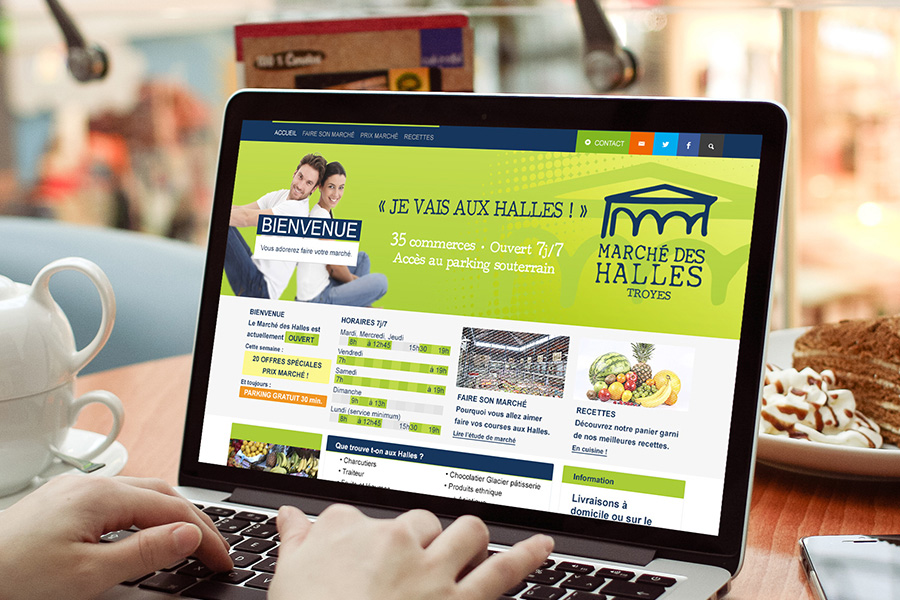 ACCUEIL FAIRE SON MARCHÉ PRIX MARCHÉ RECETTES
CONTACT
BIENVENUE
Vous adorerez faire votre marché.
« JE VAIS AUX HALLES ! »
35 commerces • Ouvert 7j/7
Accès au parking souterrain
MARCHÉ DES
HALLES
TROYES
BIENVENUE
Le Marché des Halles est
actuellement OUVERT
Cette semaine :
20 OFFRES SPÉCIALES
PRIX MARCHÉ !
Et toujours :
PARKING GRATUIT 30 min.
HORAIRES 7j/7
Mardi, Mercredi, Jeudi
8h à 12h45 15h30 19h
Vendredi
7h à 19h
Samedi
7h à 19h
Dimanche
9h à 13h
Lundi (service minimum)
8h à 12h45 15h30 19h
FAIRE SON MARCHÉ
Pourquoi vous allez aimer
faire vos courses aux Halles.
Lire l'étude de marché
RECETTES
Découvrez notre panier garni
de nos meilleures recettes.
En cuisine !
Que trouve t-on aux Halles ?
• Charcutiers
• Traiteur
• Chocolatier Glacier pâtisserie
• Produits ethnique
Information
Livraisons à
domicile ou sur le